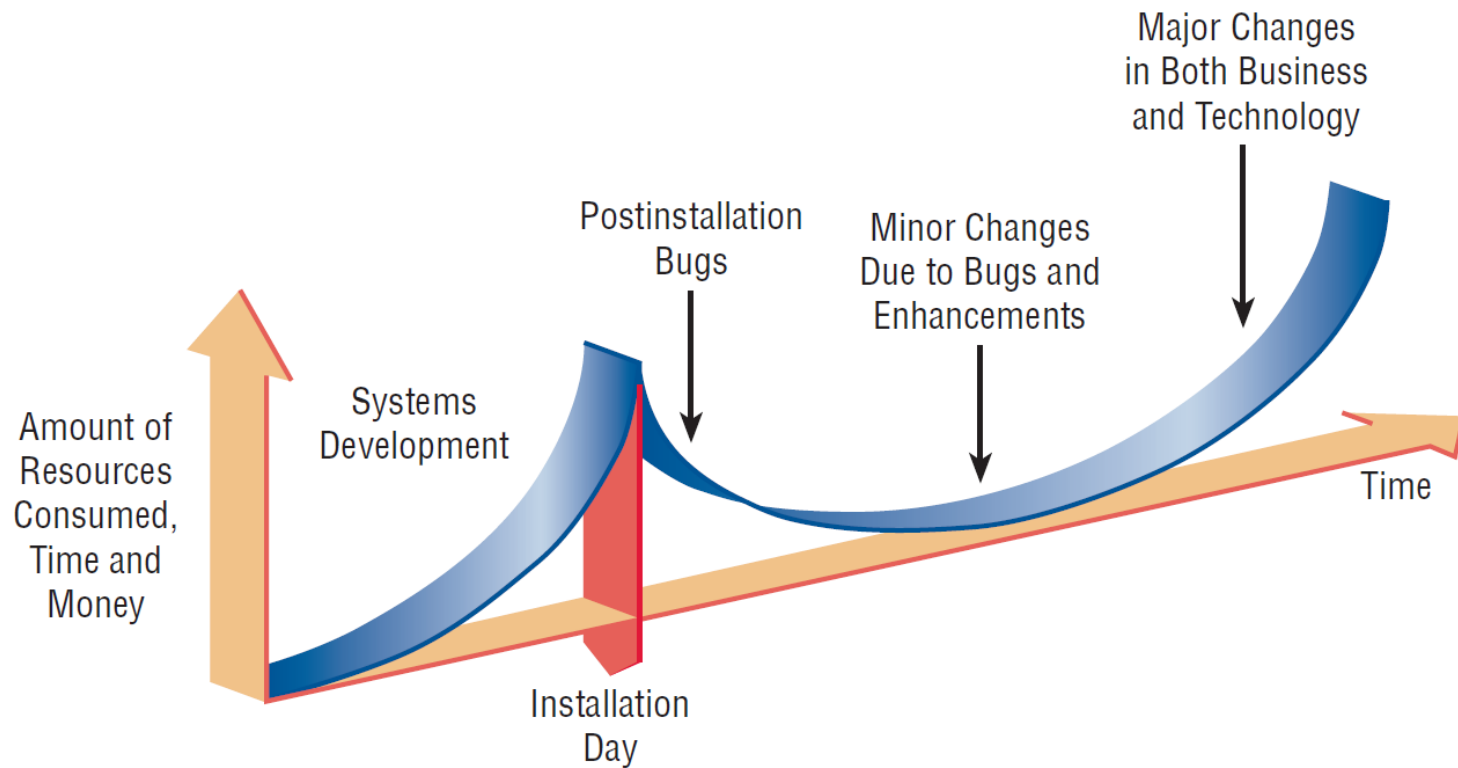 Major Changes
in Both Business
and Technology
Postinstallation
Bugs
Minor Changes
Due to Bugs and
Enhancements
Systems
Development
Amount of
Resources
Consumed,
Time and
Money
Time
Installation
Day